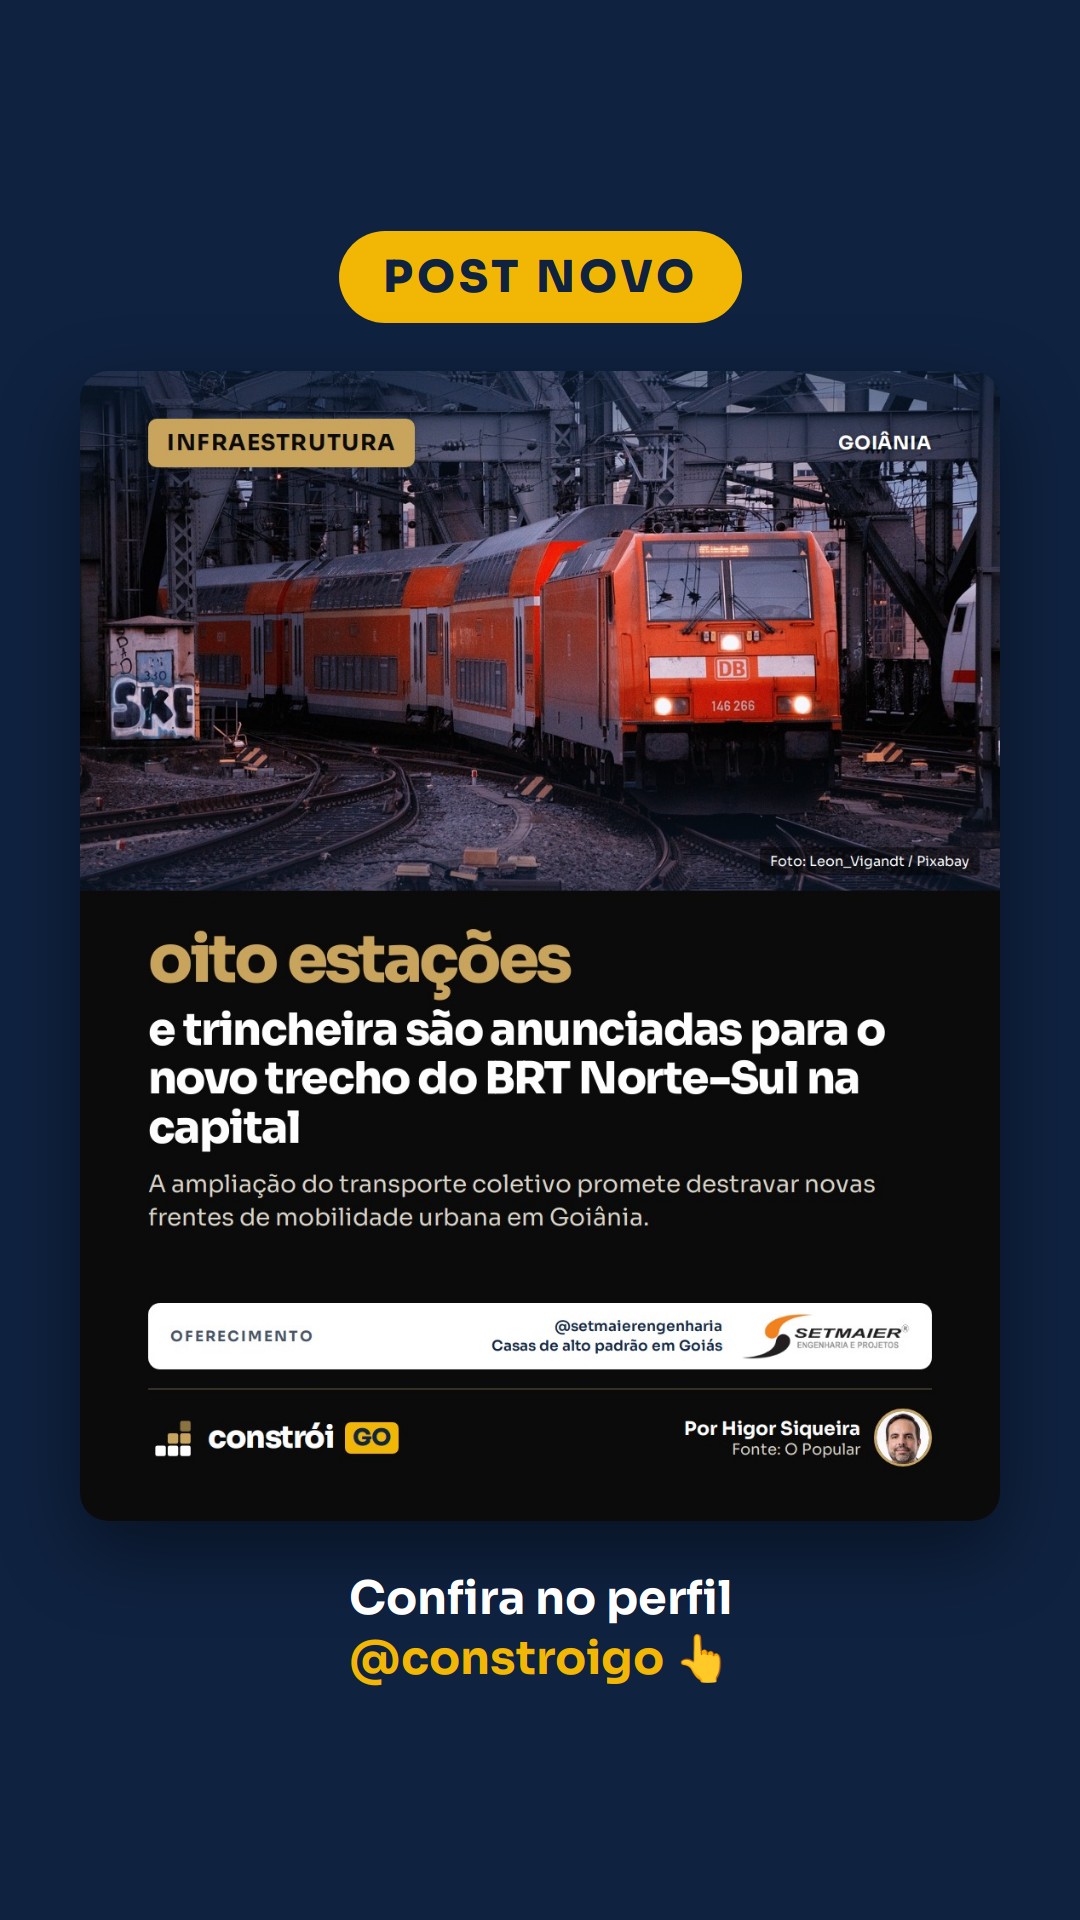 POST NOVO
INFRAESTRUTURA
GOIÂNIA
330
SKE
DB
146 266
Foto: Leon_Vigandt / Pixabay
oito estações
e trincheira são anunciadas para o
novo trecho do BRT Norte-Sul na
capital
A ampliação do transporte coletivo promete destravar novas
frentes de mobilidade urbana em Goiânia.
OFERECIMENTO
@setmaierengenharia
Casas de alto padrão em Goiás
SETMAIER®
ENGENHARIA E PROJETOS
constrói GO
Por Higor Siqueira
Fonte: O Popular
Confira no perfil
@constroigo 👆